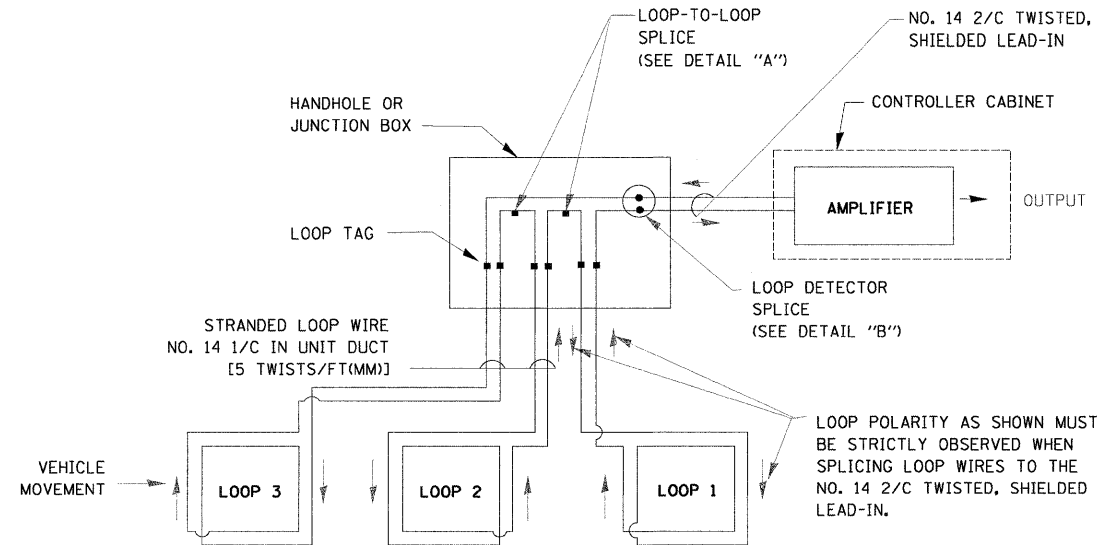 LOOP-TO-LOOP
SPLICE
(SEE DETAIL "A")
NO. 14 2/C TWISTED,
SHIELDED LEAD-IN
HANDHOLE OR
JUNCTION BOX
CONTROLLER CABINET
AMPLIFIER
OUTPUT
LOOP TAG
LOOP DETECTOR
SPLICE
(SEE DETAIL "B")
STRANDED LOOP WIRE
NO. 14 1/C IN UNIT DUCT
[5 TWISTS/FT(MM)]
LOOP POLARITY AS SHOWN MUST
BE STRICTLY OBSERVED WHEN
SPLICING LOOP WIRES TO THE
NO. 14 2/C TWISTED, SHIELDED
LEAD-IN.
VEHICLE
MOVEMENT
LOOP 3
LOOP 2
LOOP 1